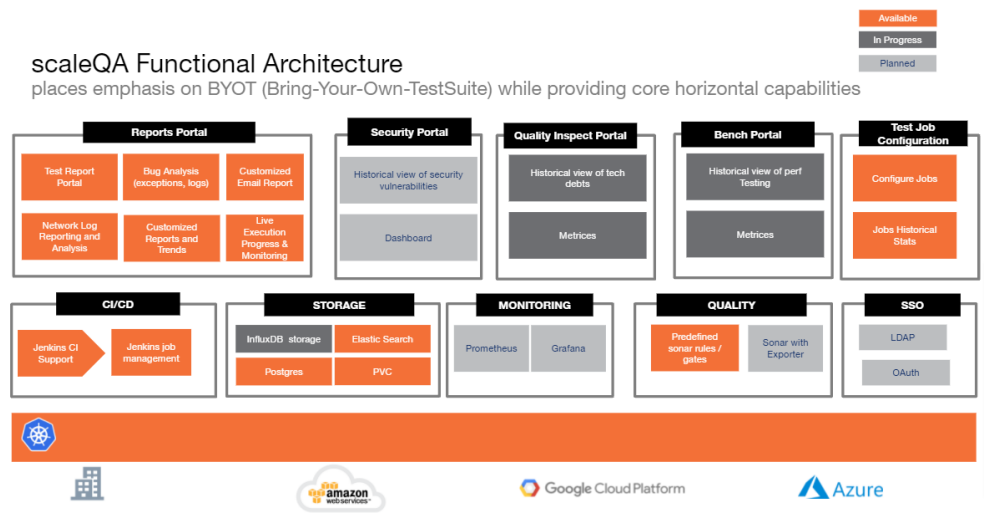 Available
In Progress
Planned
scaleQA Functional Architecture
places emphasis on BYOT (Bring-Your-Own-TestSuite) while providing core horizontal capabilities
Reports Portal
Test Report
Portal
Bug Analysis
(exceptions, logs)
Customized
Email Report
Network Log
Reporting and
Analysis
Customized
Reports and
Trends
Live
Execution
Progress &
Monitoring
Security Portal
Historical view of security
vulnerabilities
Dashboard
Quality Inspect Portal
Historical view of tech
debts
Metrices
Bench Portal
Historical view of perf
Testing
Metrices
Test Job
Configuration
Configure Jobs
Jobs Historical
Stats
CI/CD
Jenkins CI
Support
Jenkins job
management
STORAGE
InfluxDB storage
Elastic Search
Postgres
PVC
MONITORING
Prometheus
Grafana
QUALITY
Predefined
sonar rules /
gates
Sonar with
Exporter
SSO
LDAP
OAuth
amazon
webservices
Google Cloud Platform
Azure